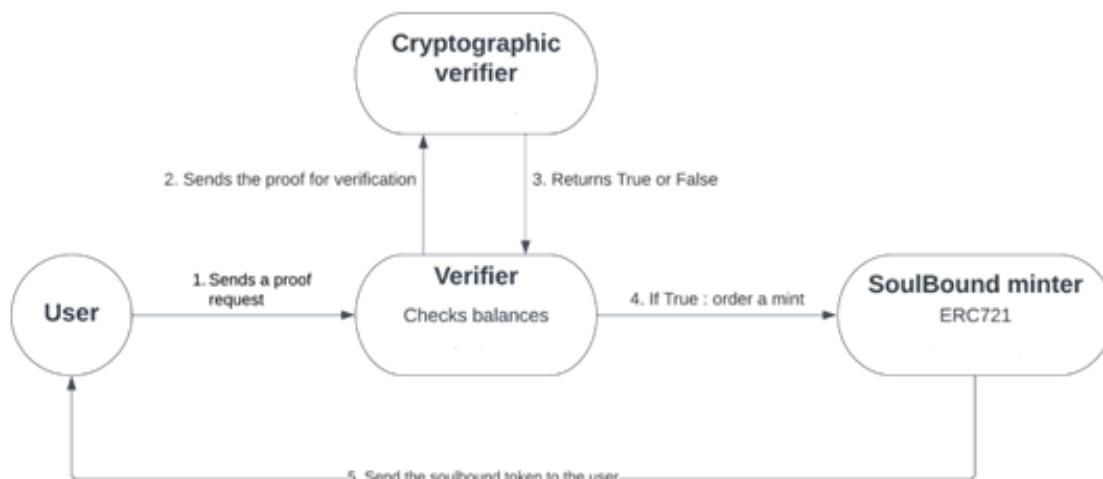 Cryptographic
verifier
2. Sends the proof for verification
3. Returns True or False
User
1. Sends a proof
request
Verifier
Checks balances
4. If True : order a mint
SoulBound minter
ERC721
5. Send the soulbound token to the user